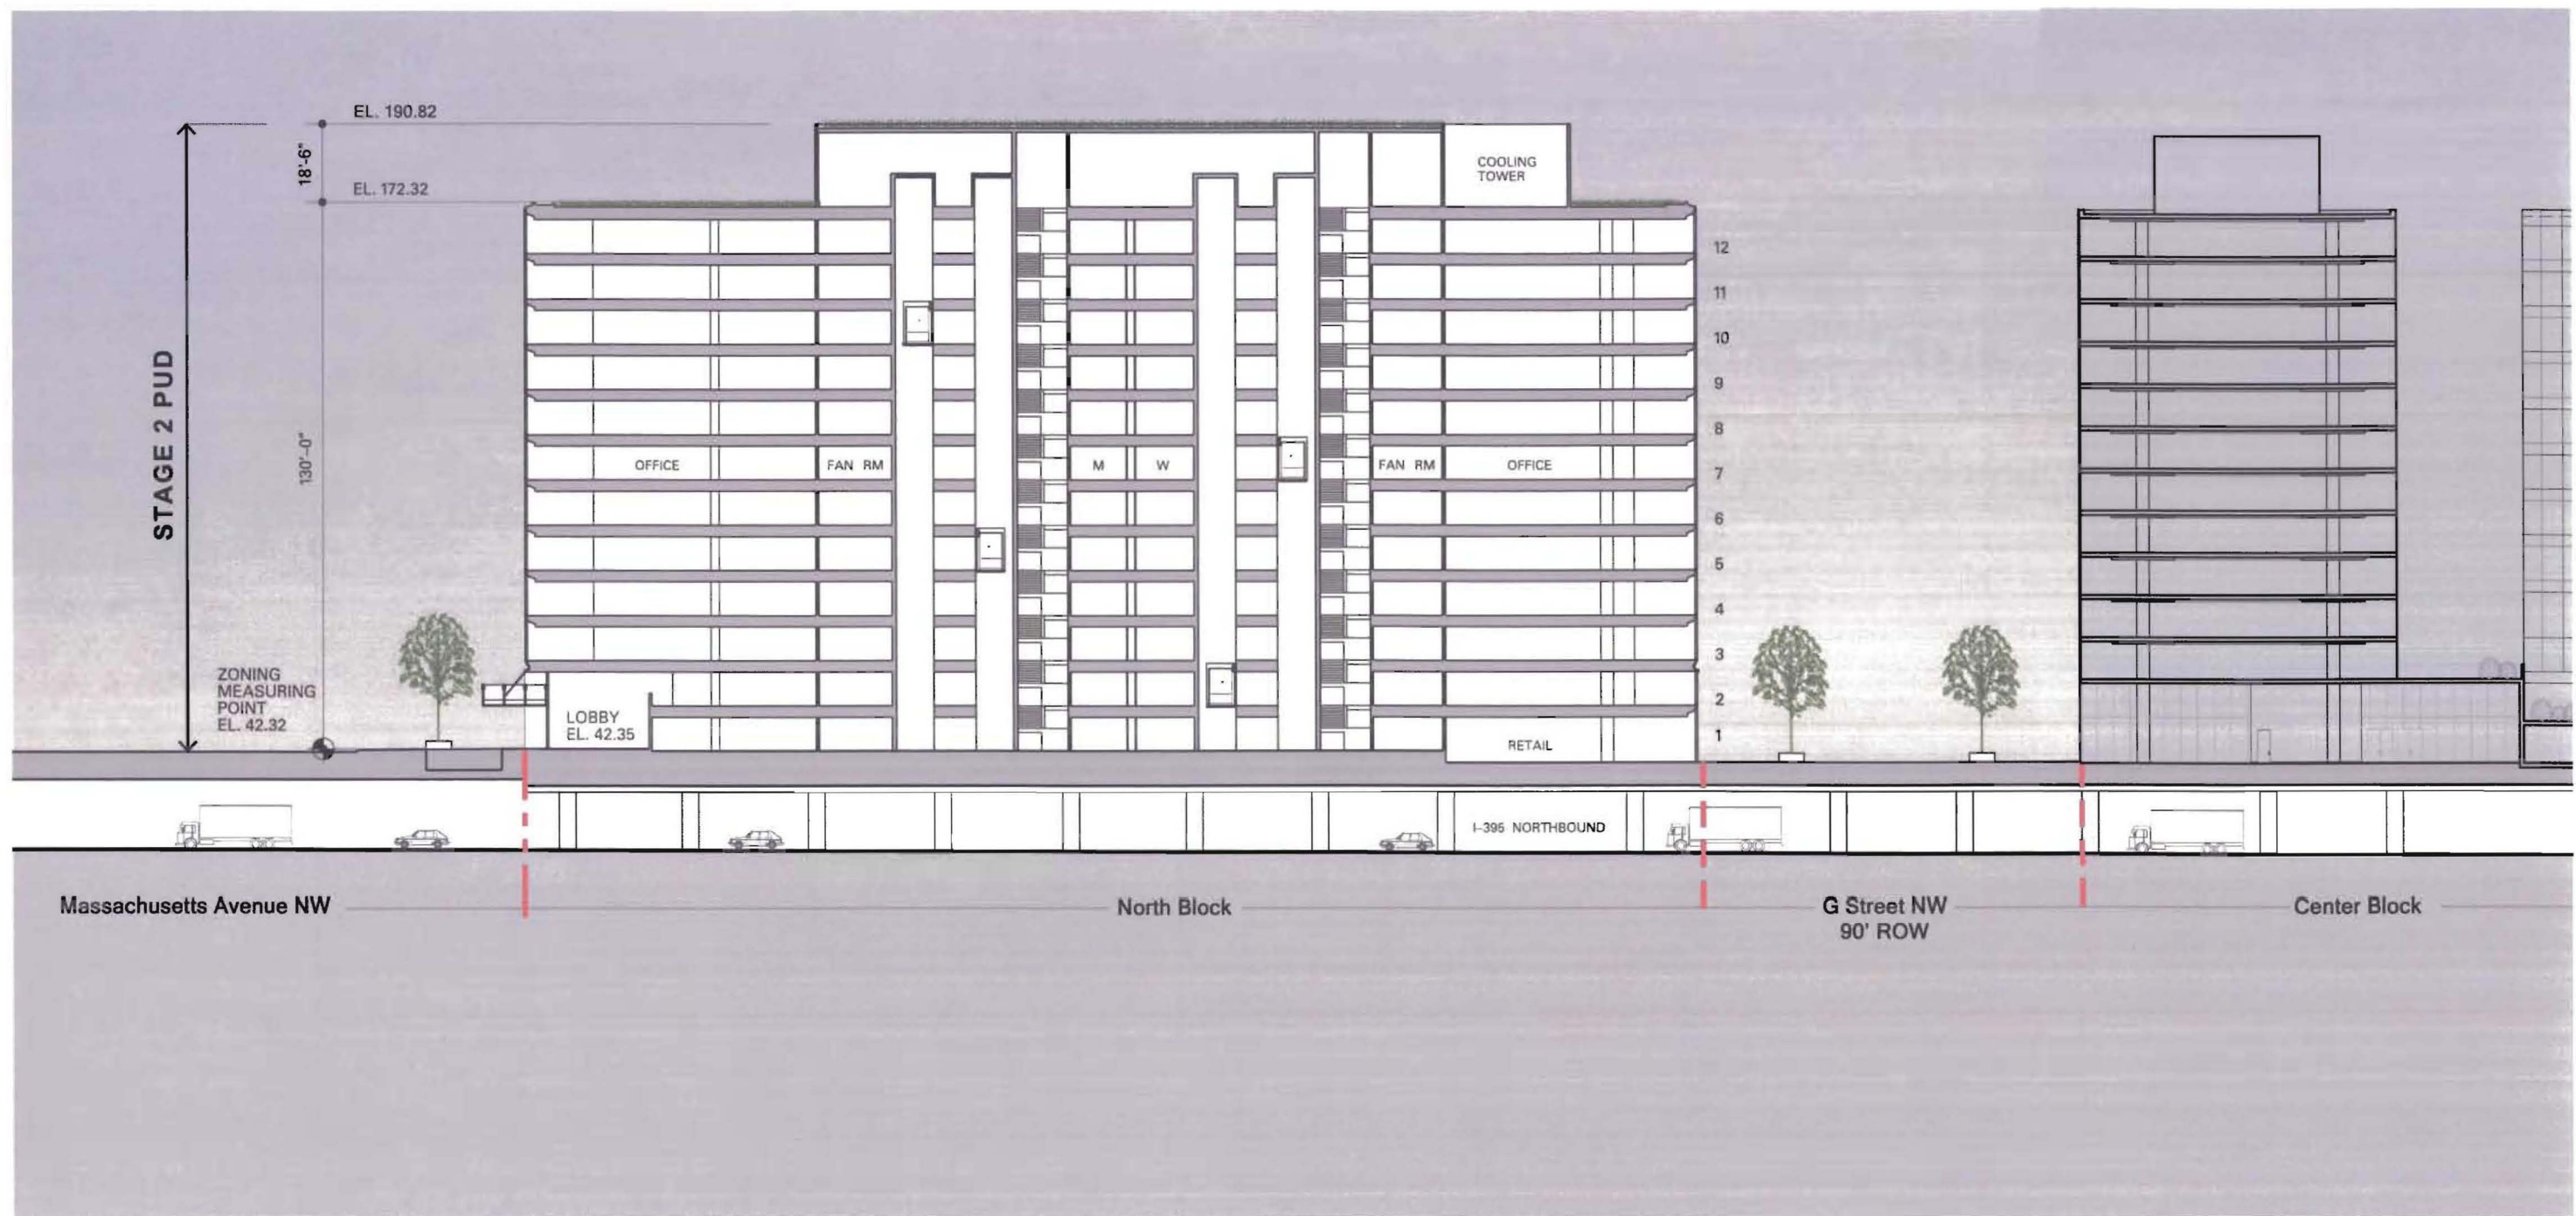 EL. 190.82
18'-6"
EL. 172.32
COOLING
TOWER
STAGE 2 PUD
130'-0"
12
11
10
9
8
7
6
5
4
3
2
1
OFFICE
FAN RM
M
W
FAN RM
OFFICE
ZONING
MEASURING
POINT
EL. 42.32
LOBBY
EL. 42.35
RETAIL
I-395 NORTHBOUND
Massachusetts Avenue NW
North Block
G Street NW
90' ROW
Center Block